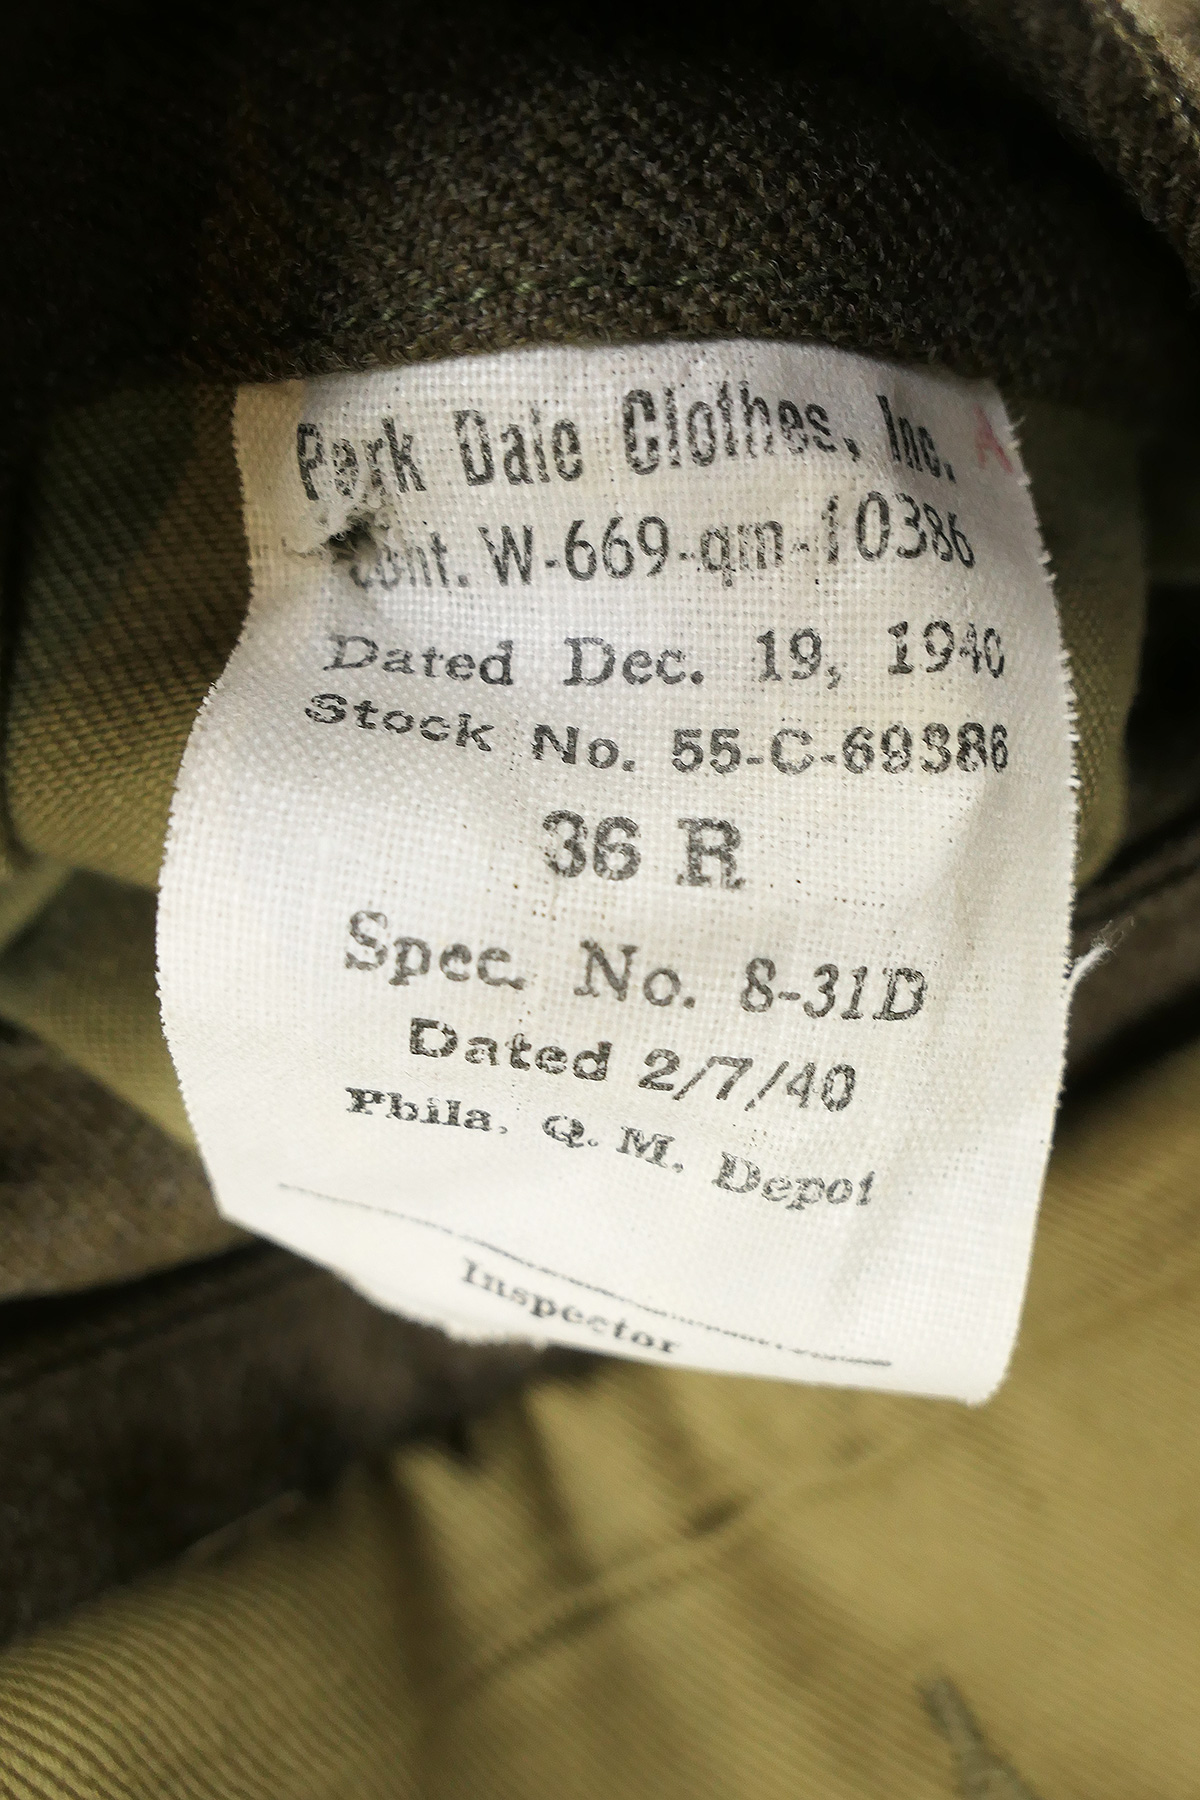 Park Dale Clothes, Inc. A
Cont. W-669-qm-10386
Dated Dec. 19, 1940
Stock No. 55-C-69386
36 R
Spec. No. 8-31D
Dated 2/7/40
Phila. Q. M. Depot
Inspector